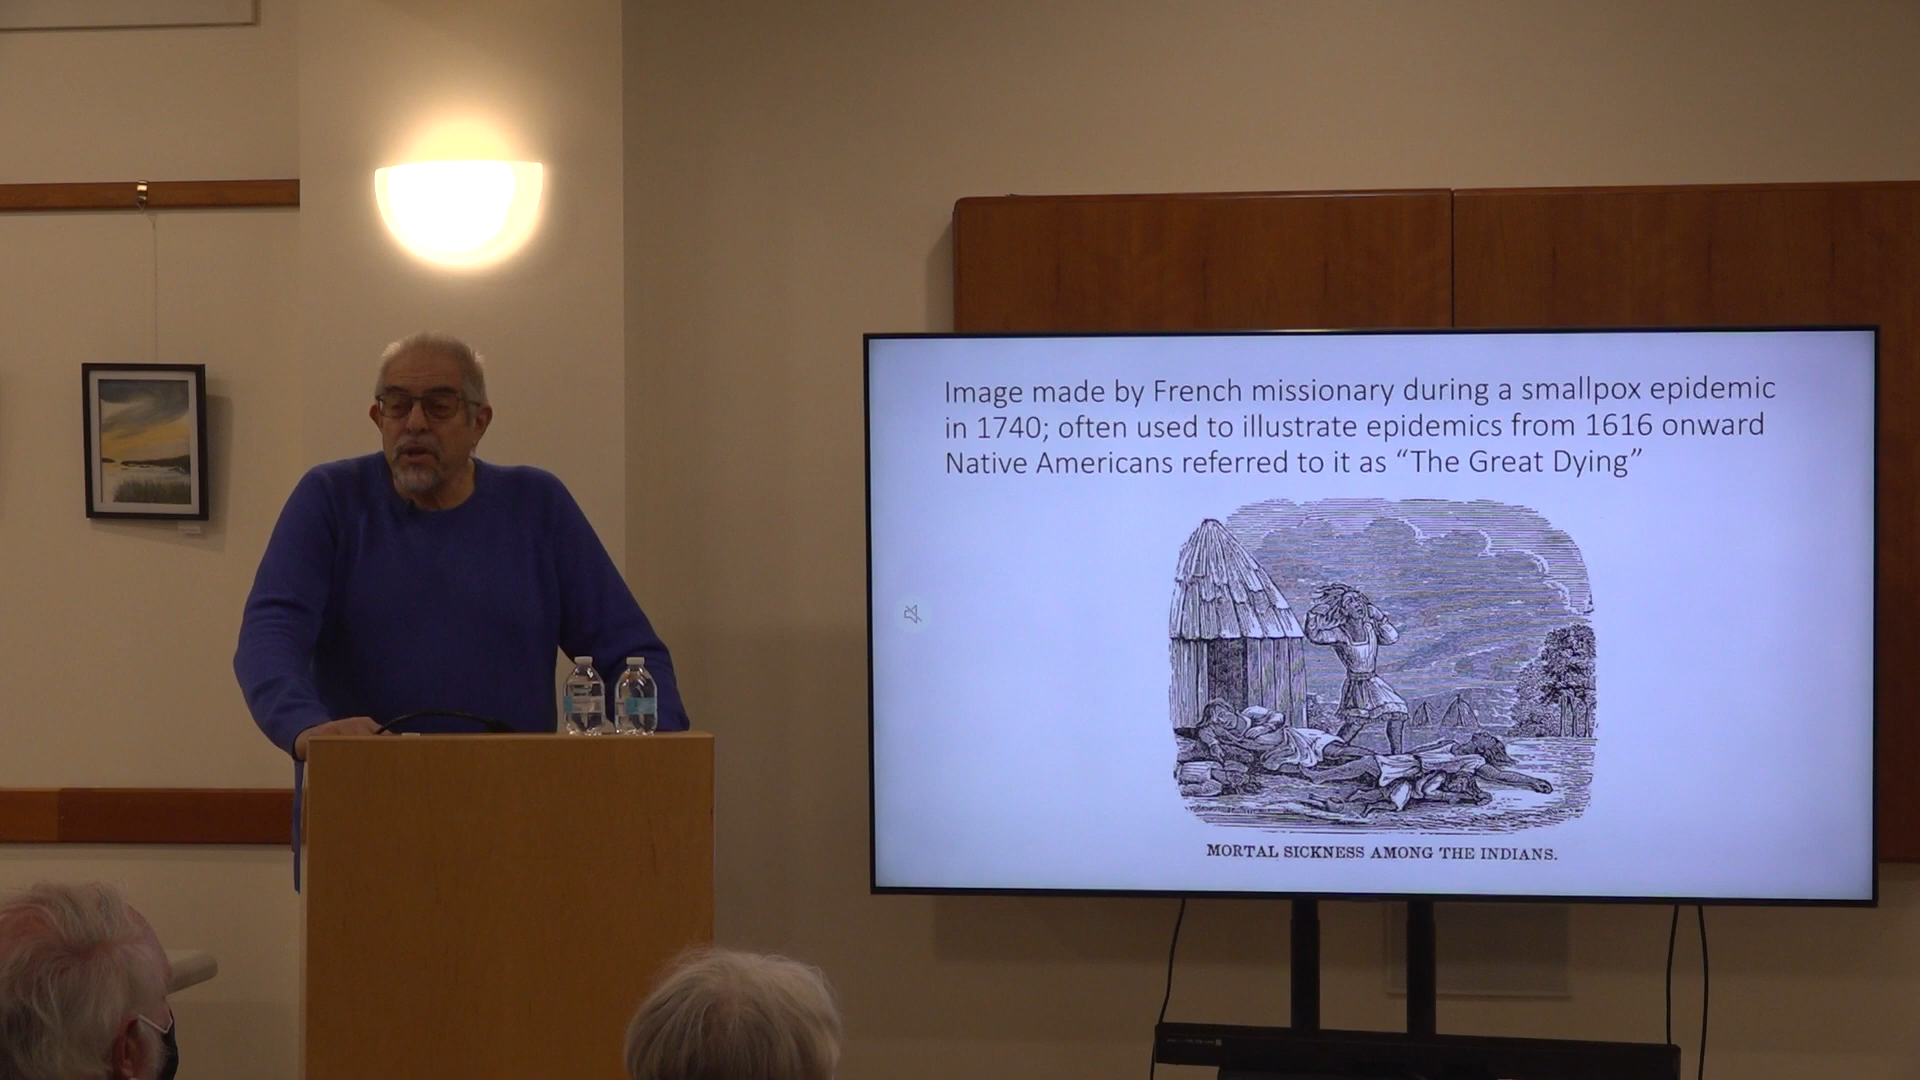 Image made by French missionary during a smallpox epidemic
in 1740; often used to illustrate epidemics from 1616 onward
Native Americans referred to it as “The Great Dying”
MORTAL SICKNESS AMONG THE INDIANS.